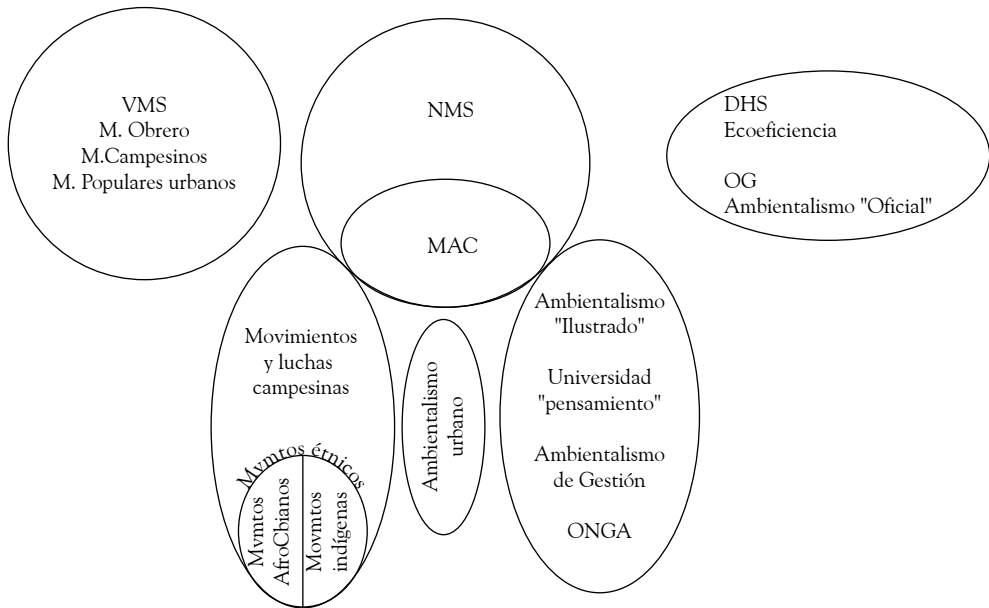 VMS
M. Obrero
M.Campesinos
M. Populares urbanos
NMS
MAC
DHS
Ecoeficiencia
OG
Ambientalismo "Oficial"
Movimientos
y luchas
campesinas
Mvmtos étnicos
Mvmtos
AfroCbianos
Movmtos
indígenas
Ambientalismo
urbano
Ambientalismo
"Ilustrado"
Universidad
"pensamiento"
Ambientalismo
de Gestión
ONGA